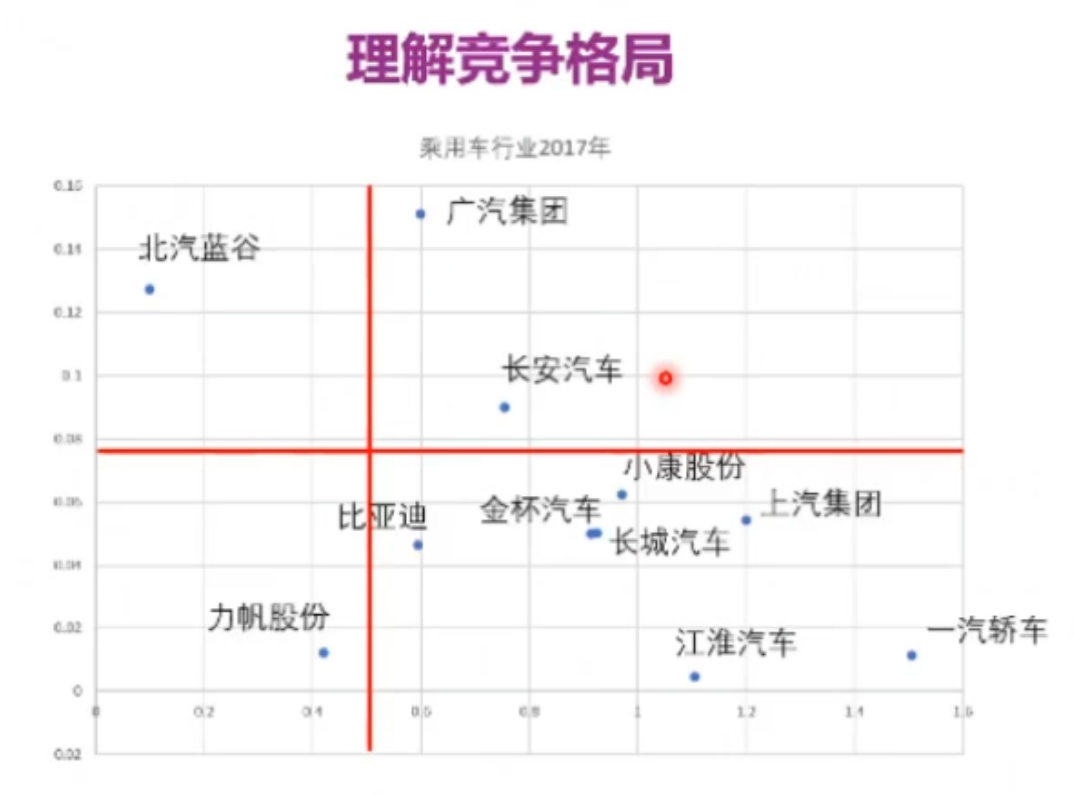 理解竞争格局
乘用车行业2017年
0.16
广汽集团
北汽蓝谷
0.14
0.12
长安汽车
0.1
0.08
小康股份
0.06
金杯汽车
上汽集团
比亚迪
长城汽车
0.04
力帆股份
0.02
江淮汽车
一汽轿车
0
0 0.2 0.4 0.6 0.8 1 1.2 1.4 1.6
0.02